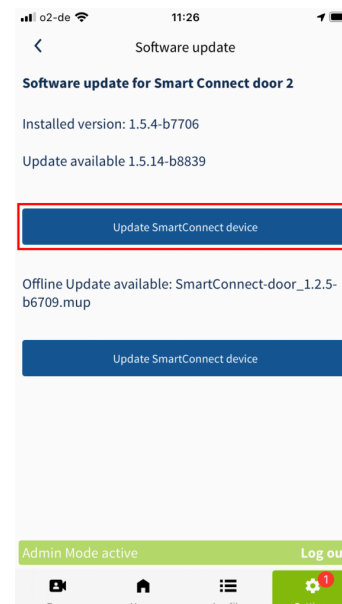 o2-de 11:26
Software update
Software update for Smart Connect door 2
Installed version: 1.5.4-b7706
Update available 1.5.14-b8839
Update SmartConnect device
Offline Update available: SmartConnect-door_1.2.5-
b6709.mup
Update SmartConnect device
Admin Mode active Log ou
1